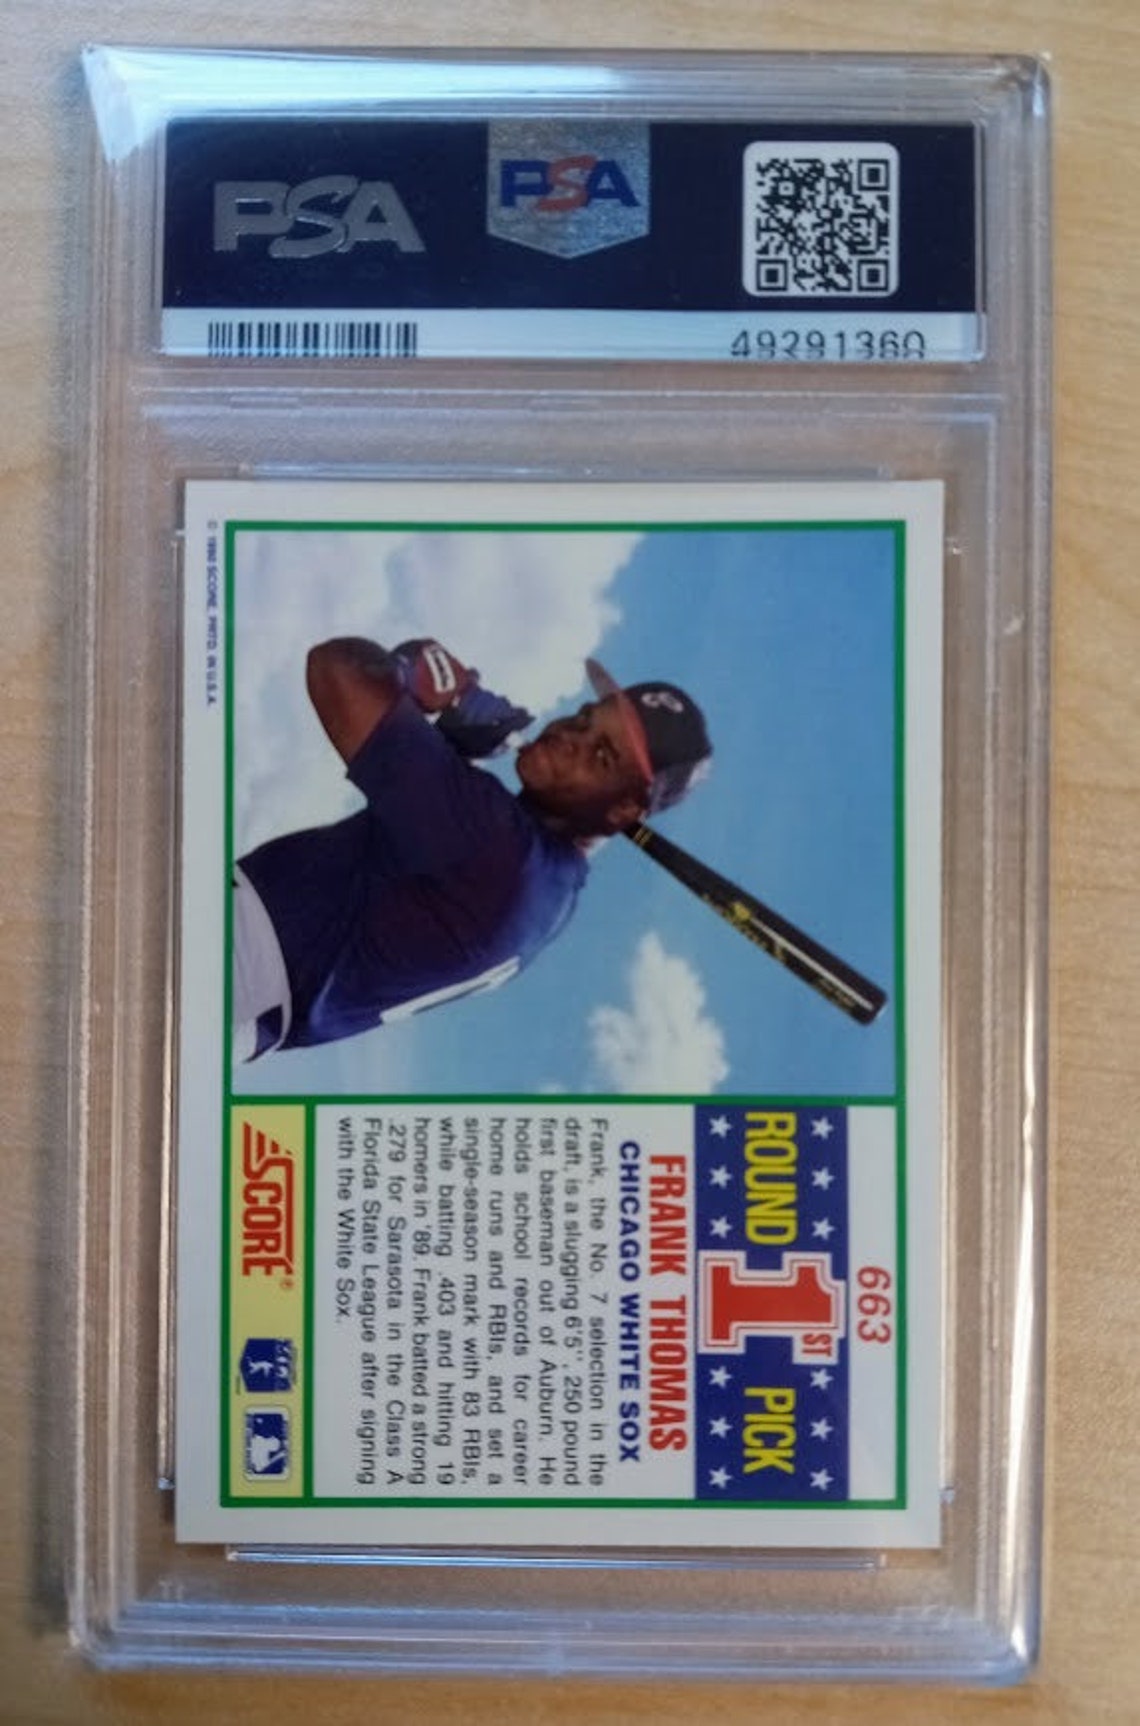 PSA
PSA
49291360
663
ROUND 1ST PICK
FRANK THOMAS
CHICAGO WHITE SOX
Frank, the No. 7 selection in the
draft, is a slugging 6'5", 250 pound
first baseman out of Auburn. He
holds school records for career
home runs and RBIs, and set a
single-season mark with 83 RBIs,
while batting .403 and hitting 19
homers in '89. Frank batted a strong
.279 for Sarasota in the Class A
Florida State League after signing
with the White Sox.
SCORE®
© 1990 SCORE, PRTD. IN U.S.A.